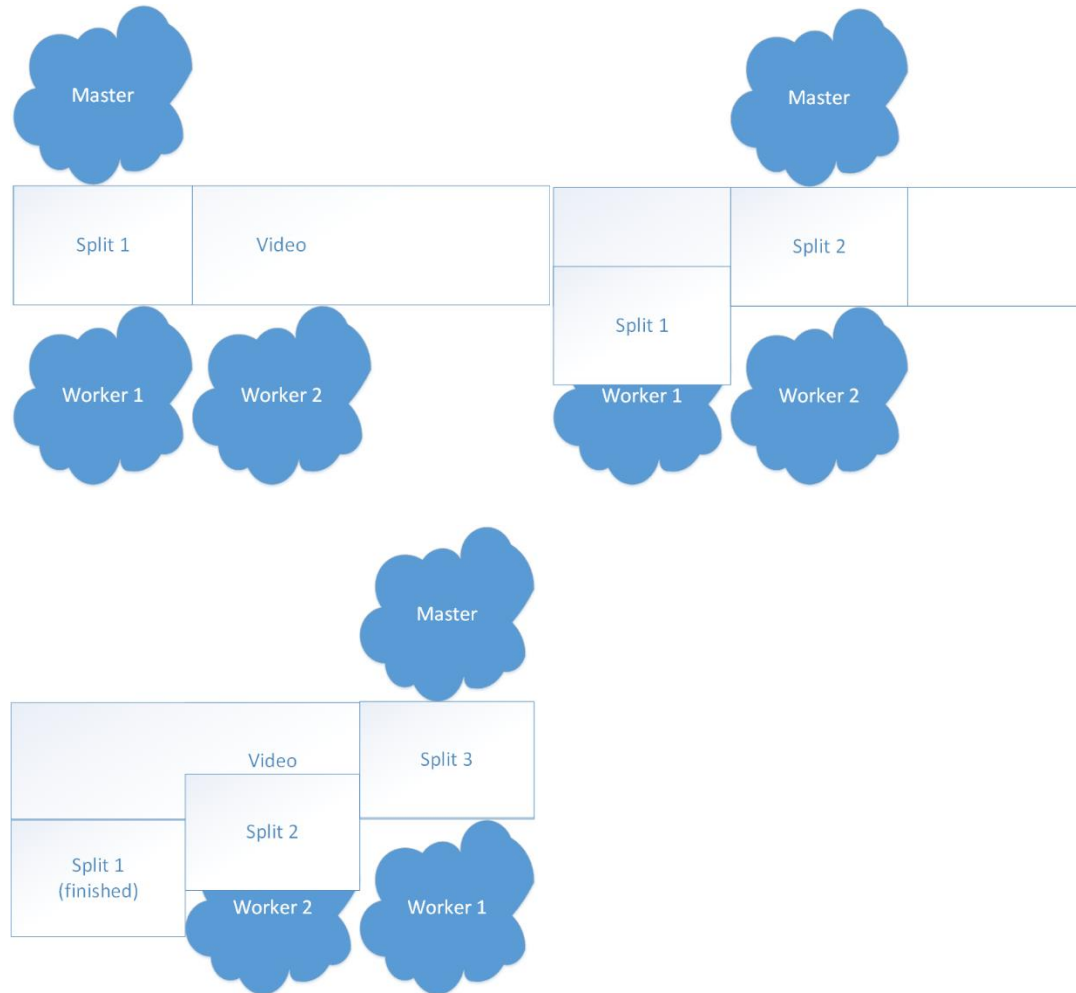 Master
Split 1
Video
Worker 1
Worker 2
Master
Split 2
Split 1
Worker 1
Worker 2
Master
Video
Split 3
Split 2
Split 1
(finished)
Worker 2
Worker 1